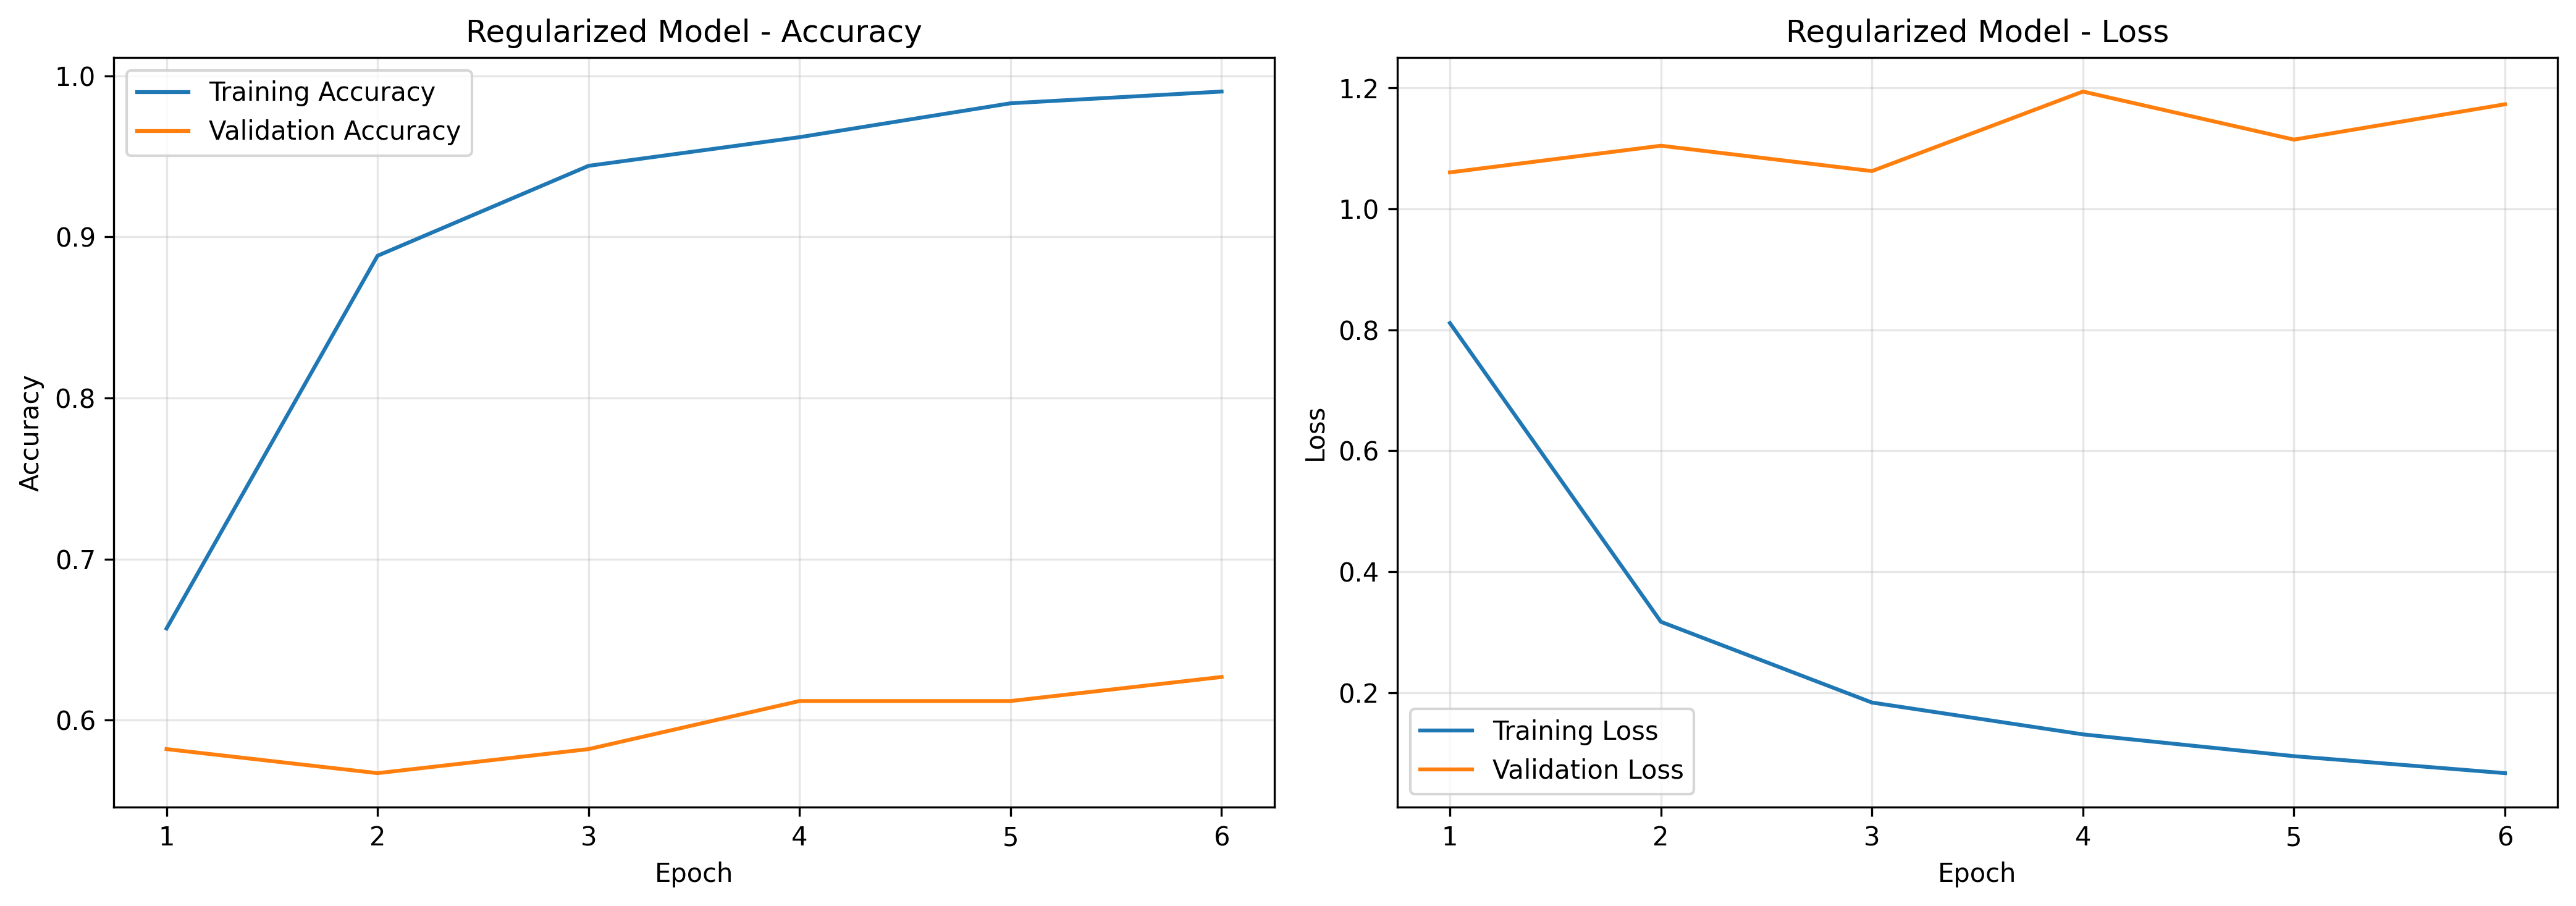 Regularized Model - Accuracy
Training Accuracy
Validation Accuracy
1.0
0.9
0.8
0.7
0.6
Accuracy
1 2 3 4 5 6
Epoch
Regularized Model - Loss
1.2
1.0
0.8
0.6
0.4
0.2
Loss
Training Loss
Validation Loss
1 2 3 4 5 6
Epoch